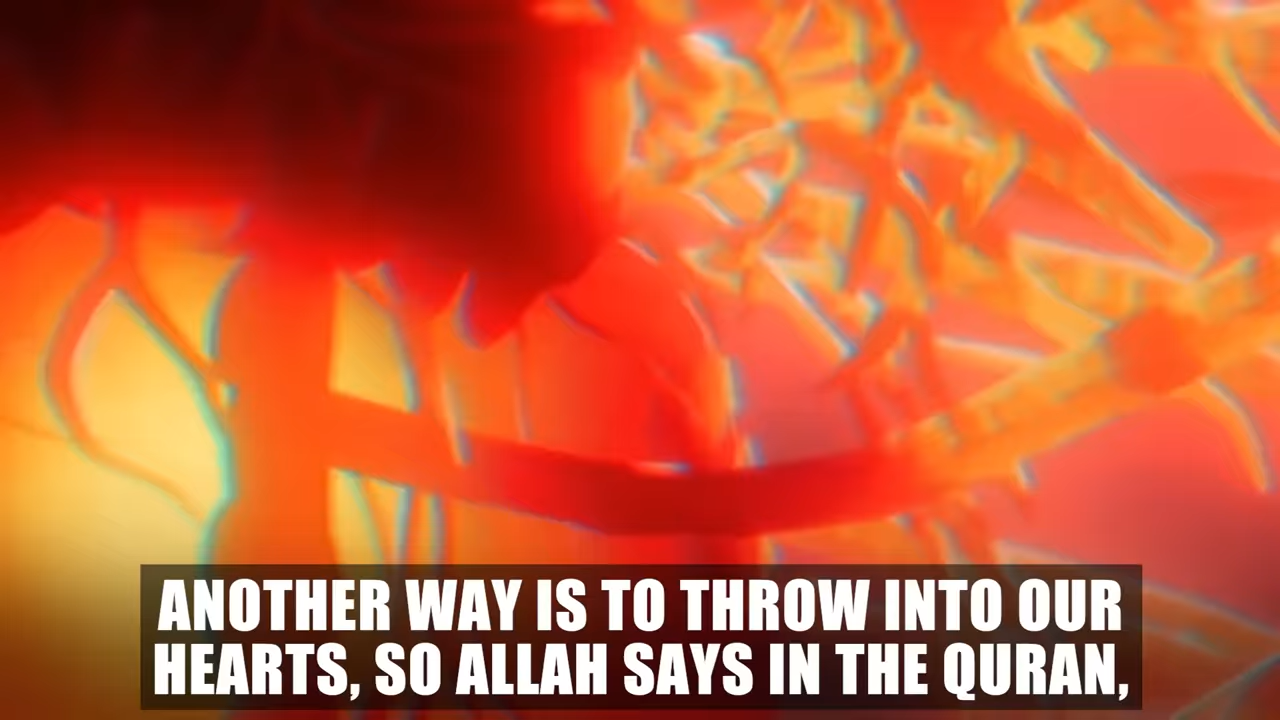 ANOTHER WAY IS TO THROW INTO OUR
HEARTS, SO ALLAH SAYS IN THE QURAN,